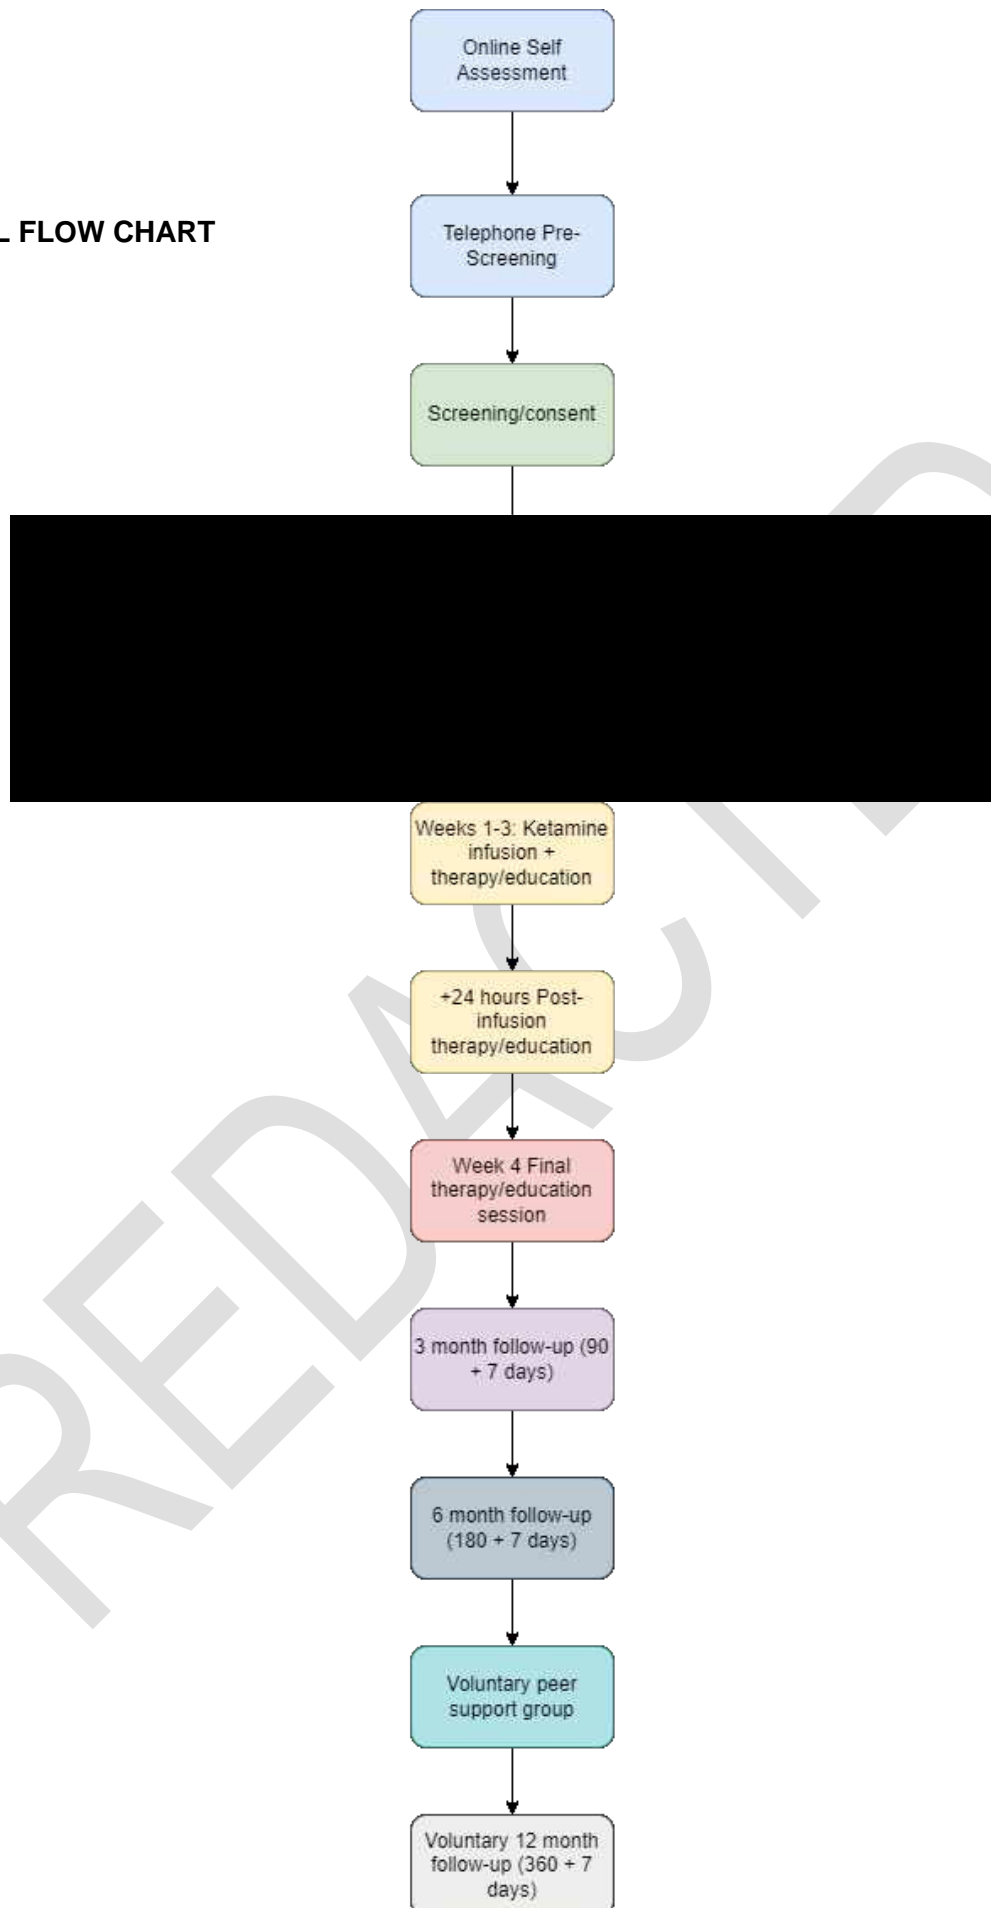 Online Self
Assessment
L FLOW CHART
Telephone Pre-
Screening
Screening/consent
Weeks 1-3: Ketamine
infusion +
therapy/education
+24 hours Post-
infusion
therapy/education
Week 4 Final
therapy/education
session
3 month follow-up (90
+ 7 days)
6 month follow-up
(180 + 7 days)
Voluntary peer
support group
Voluntary 12 month
follow-up (360 + 7
days)
REDACTED